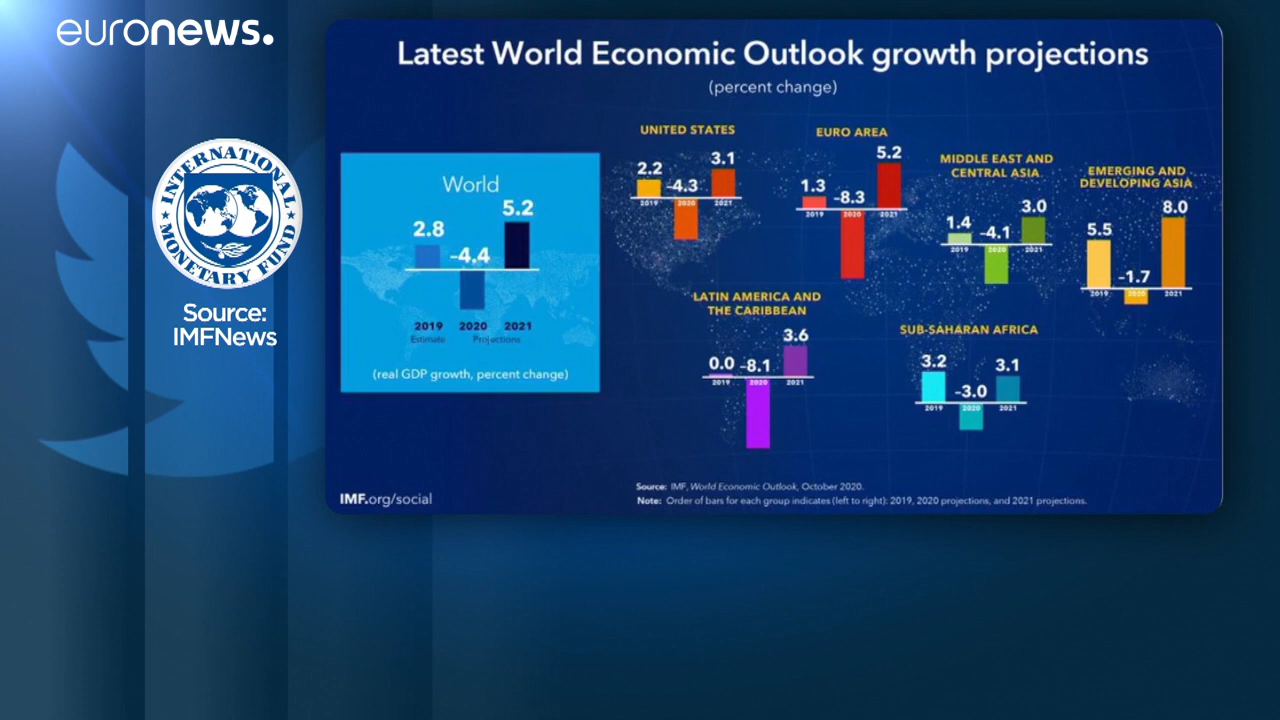 euronews.
INTERNATIONAL
MONETARY FUND
Source:
IMFNews
Latest World Economic Outlook growth projections
(percent change)
World
2.8
-4.4
5.2
2019
2020
2021
Estimate
Projections
(real GDP growth, percent change)
UNITED STATES
2.2
-4.3
3.1
2019
2020
2021
EURO AREA
1.3
-8.3
5.2
2019
2020
2021
MIDDLE EAST AND
CENTRAL ASIA
1.4
-4.1
3.0
2019
2020
2021
EMERGING AND
DEVELOPING ASIA
5.5
-1.7
8.0
2019
2020
2021
LATIN AMERICA AND
THE CARIBBEAN
0.0
-8.1
3.6
2019
2020
2021
SUB-SAHARAN AFRICA
3.2
-3.0
3.1
2019
2020
2021
IMF.org/social
Source: IMF, World Economic Outlook, October 2020.
Note: Order of bars for each group indicates (left to right): 2019, 2020 projections, and 2021 projections.